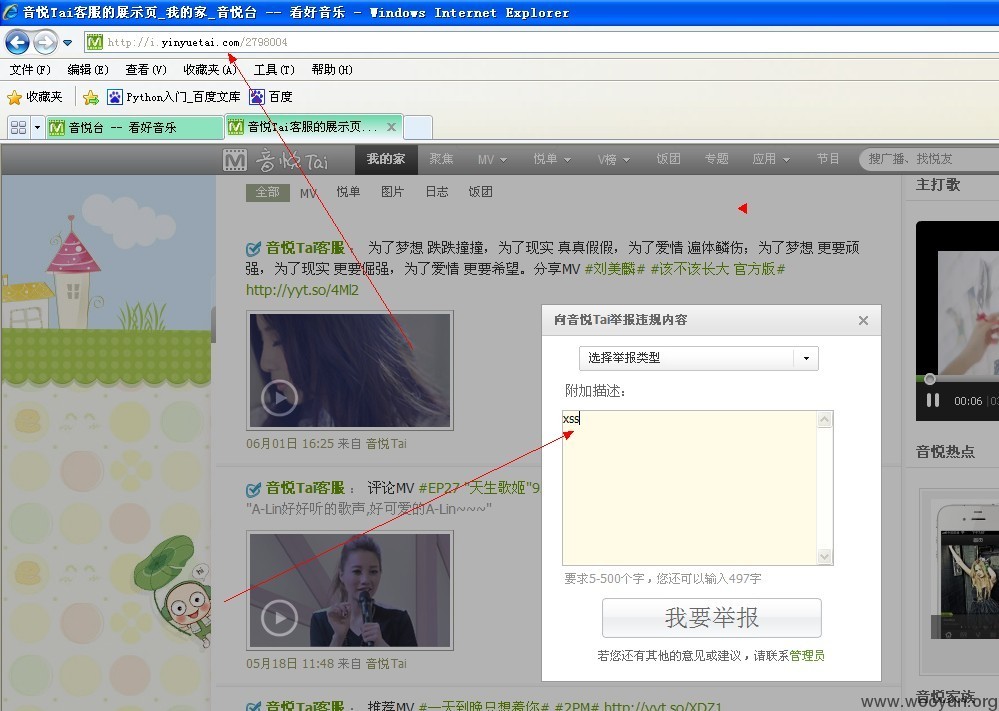 音悦Tai客服的展示页_我的家_音悦台 -- 看好音乐 - Windows Internet Explorer
http://i.yinyuetai.com/2798004
文件(F) 编辑(E) 查看(V) 收藏夹(A) 工具(T) 帮助(H)
收藏夹 Python入门_百度文库 百度
音悦台 -- 看好音乐 音悦Tai客服的展示页...
音悦Tai 我的家 聚焦 MV 悦单 V榜 饭团 专题 应用 节目 搜广播、找悦友
全部 MV 悦单 图片 日志 饭团
主打歌
音悦Tai客服： 为了梦想 跌跌撞撞，为了现实 真真假假，为了爱情 遍体鳞伤；为了梦想 更要顽
强，为了现实 更要倔强，为了爱情 更要希望。分享MV #刘美麟# #该不该长大 官方版#
http://yyt.so/4Ml2
06月01日 16:25 来自 音悦Tai
音悦Tai客服： 评论MV #EP27 "天生歌姬"9
"A-Lin好好听的歌声,好可爱的A-Lin~~~"
05月18日 11:48 来自 音悦Tai
音悦Tai客服： 推荐MV #一天到晚只想着你# #2PM# http://yyt.so/XDZ1
向音悦Tai举报违规内容
选择举报类型
附加描述:
xss
要求5-500个字，您还可以输入497字
我要举报
若您还有其他的意见或建议，请联系管理员
00:06
音悦热点
音悦家族
www.wooyun.org